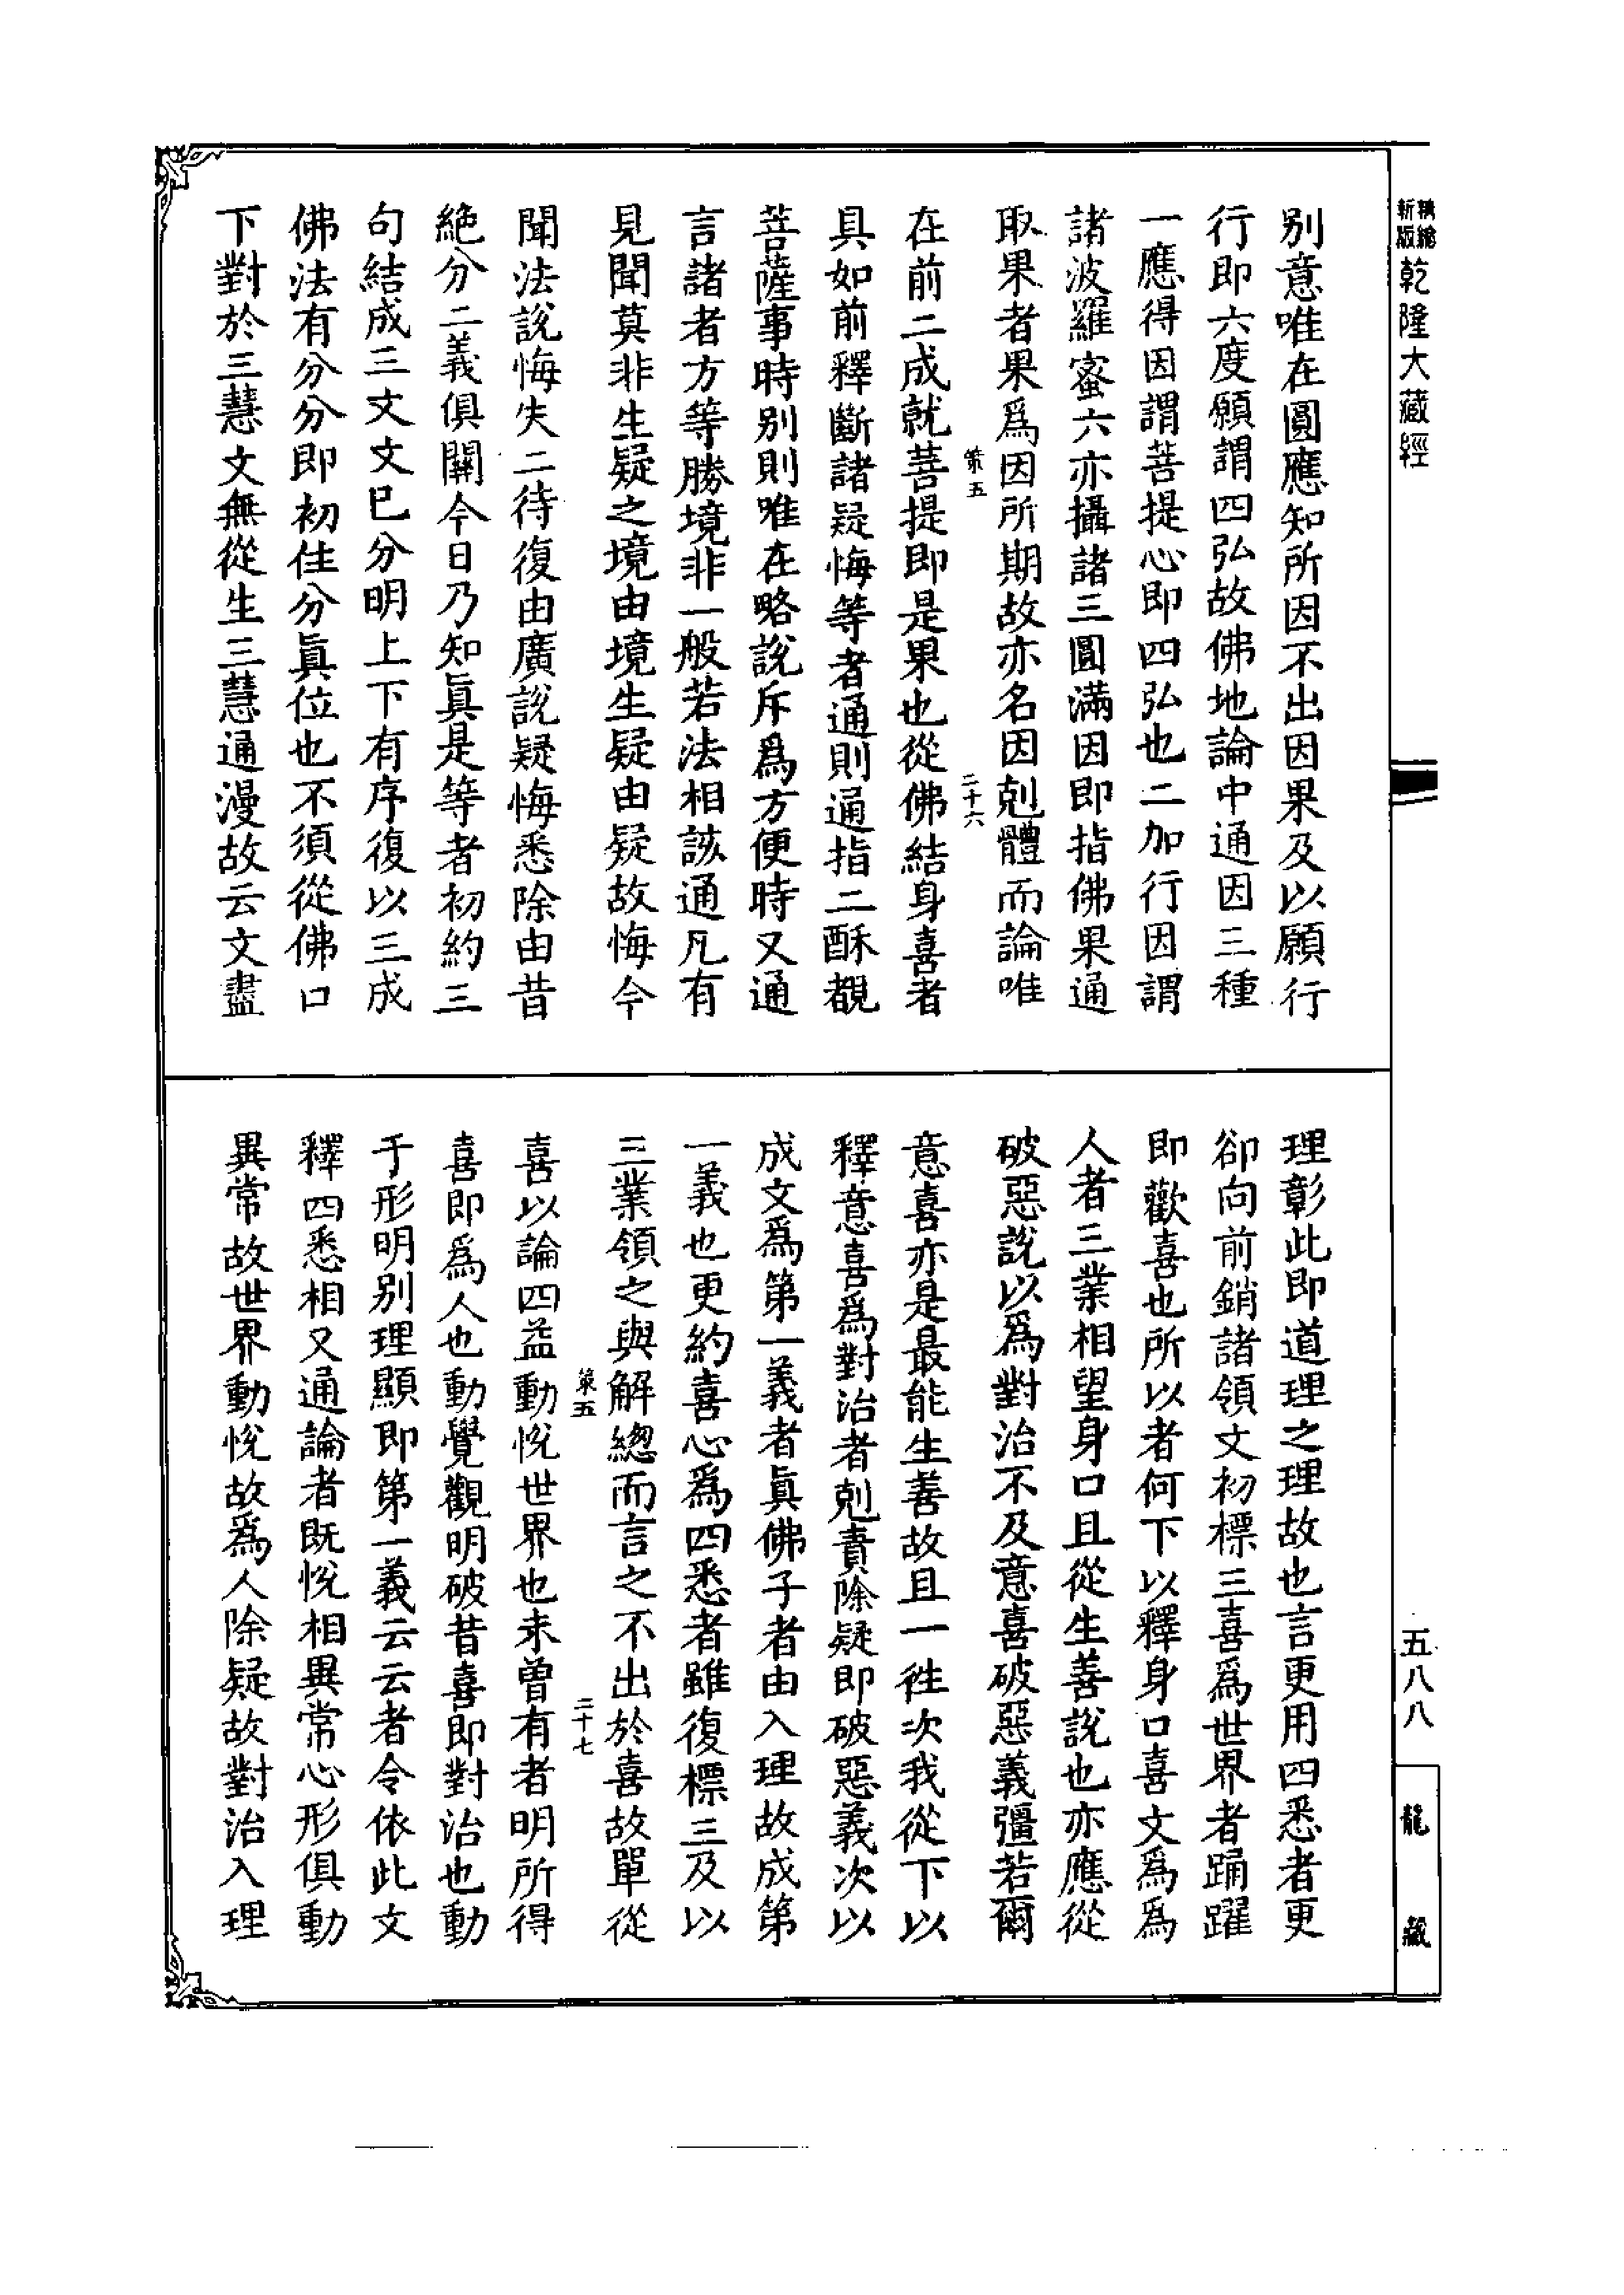 精縮
新版
乾隆大藏經
别意唯在圓應知所因不出因果及以願行
行即六度願謂四弘故佛地論中通因三種
一應得因謂菩提心即四弘也二加行因謂
諸波羅蜜六亦攝諸三圓滿因即指佛果通
取果者果爲因所期故亦名因剋體而論唯
策五
二十六
在前二成就菩提即是果也從佛結身喜者
具如前釋斷諸疑悔等者通則通指二酥覩
菩薩事時别則唯在略說斥爲方便時又通
言諸者方等勝境非一般若法相該通凡有
見聞莫非生疑之境由境生疑由疑故悔今
聞法說悔失二待復由廣說疑悔悉除由昔
絶分二義俱關今日乃知眞是等者初約三
句結成三文文已分明上下有序復以三成
佛法有分分即初住分眞位也不須從佛口
下對於三慧文無從生三慧通漫故云文盡
理彰此即道理之理故也言更用四悉者更
卻向前銷諸領文初標三喜爲世界者踊躍
即歡喜也所以者何下以釋身口喜文爲爲
人者三業相望身口且從生善說也亦應從
破惡說以爲對治不及意喜破惡義彊若爾
意喜亦是最能生善故且一徃次我從下以
釋意喜爲對治者剋責除疑即破惡義次以
成文爲第一義者眞佛子者由入理故成第
一義也更約喜心爲四悉者雖復標三及以
三業領之與解總而言之不出於喜故單從
策五
二十七
喜以論四益動恱世界也未曾有者明所得
喜即爲人也動覺觀明破昔喜即對治也動
于形明别理顯即第一義云云者令依此文
釋四悉相又通論者既恱相異常心形俱動
異常故世界動恱故爲人除疑故對治入理
五八八
龍藏